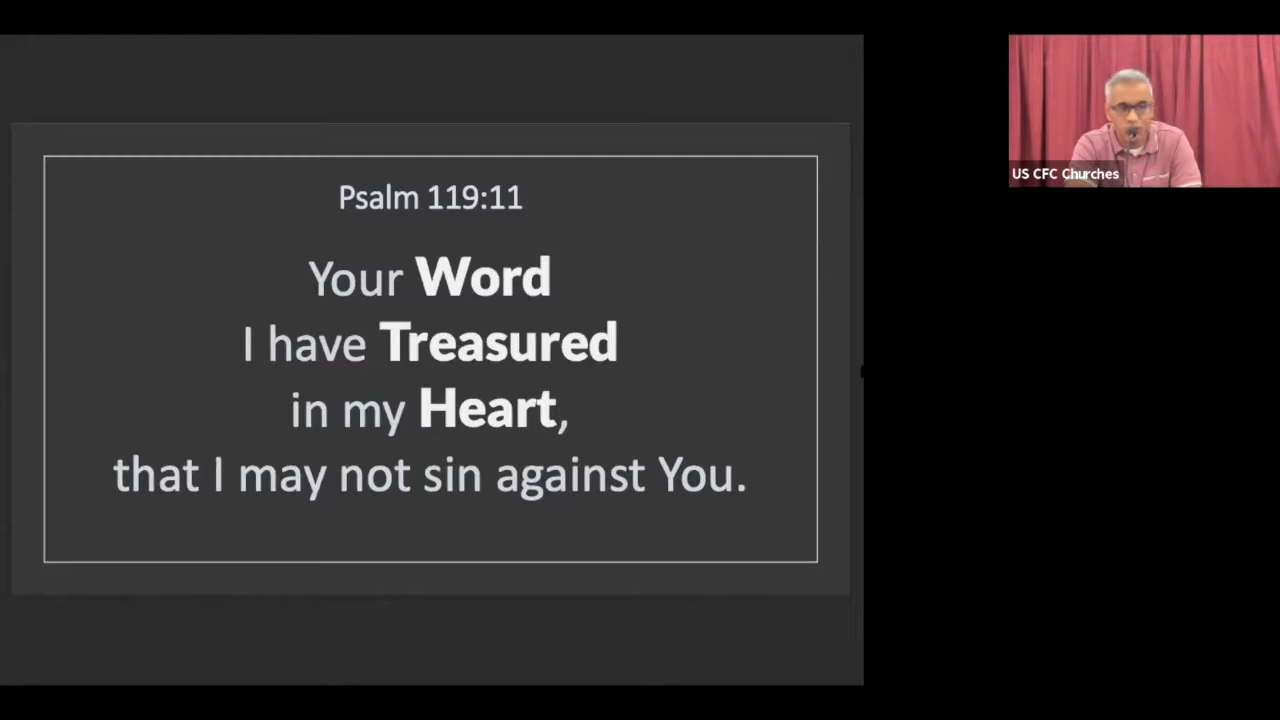 Psalm 119:11
Your Word
I have Treasured
in my Heart,
that I may not sin against You.
US CFC Churches